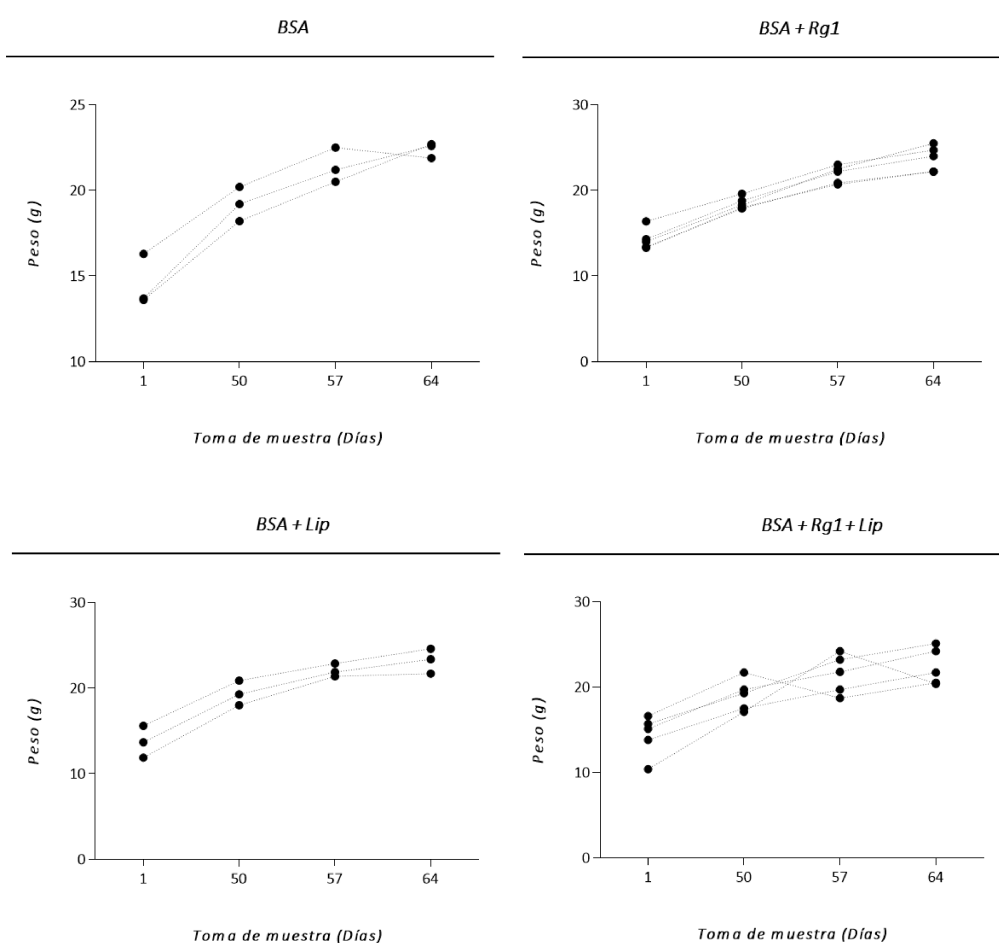 BSA
BSA + Rg1
25
20
15
10
Peso (g)
1 50 57 64
Toma de muestra (Días)
30
20
10
0
Peso (g)
1 50 57 64
Toma de muestra (Días)
BSA + Lip
BSA + Rg1 + Lip
30
20
10
0
Peso (g)
1 50 57 64
Toma de muestra (Días)
30
20
10
0
Peso (g)
1 50 57 64
Toma de muestra (Días)